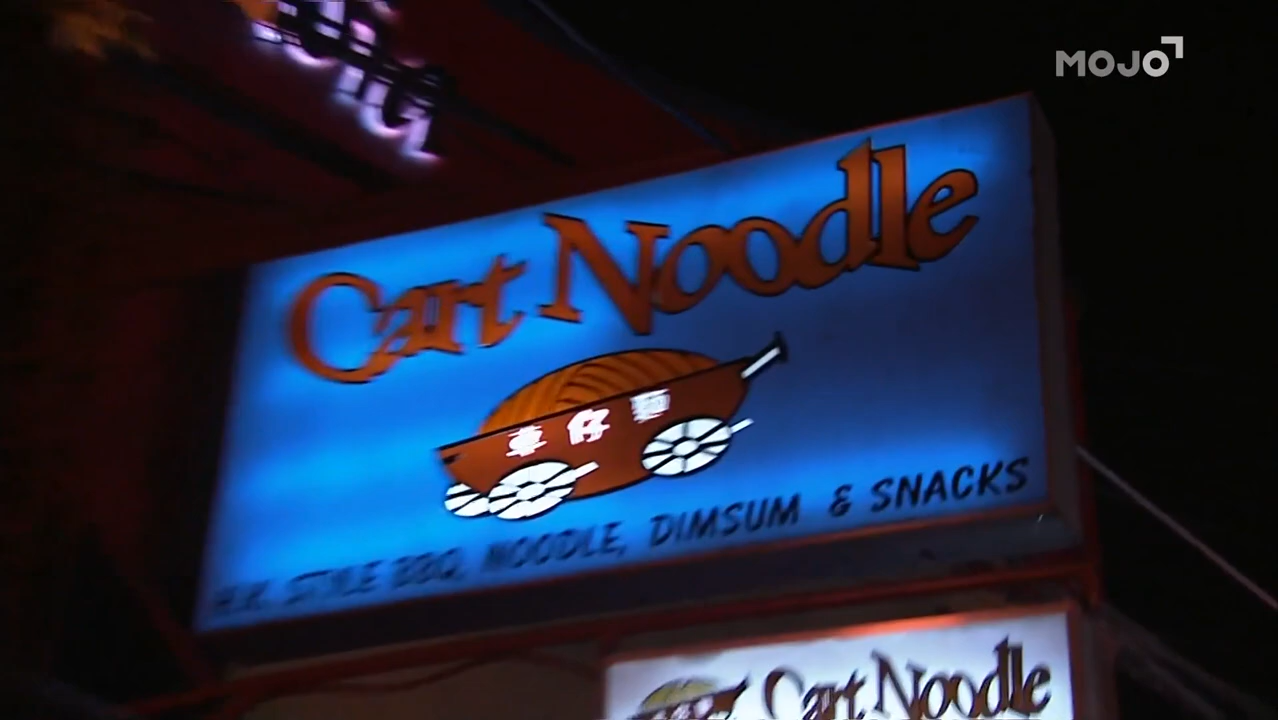 MOJO
Cart Noodle
車仔麵
H.K. STYLE BBQ, NOODLE, DIMSUM & SNACKS
Cart Noodle